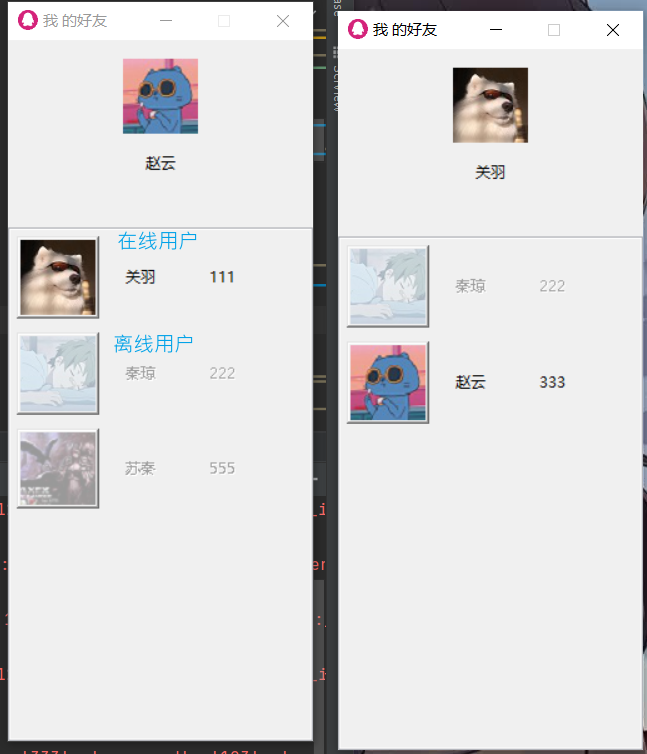 我 的好友
赵云
在线用户
关羽 111
离线用户
秦琼 222
苏秦 555
我 的好友
关羽
秦琼 222
赵云 333